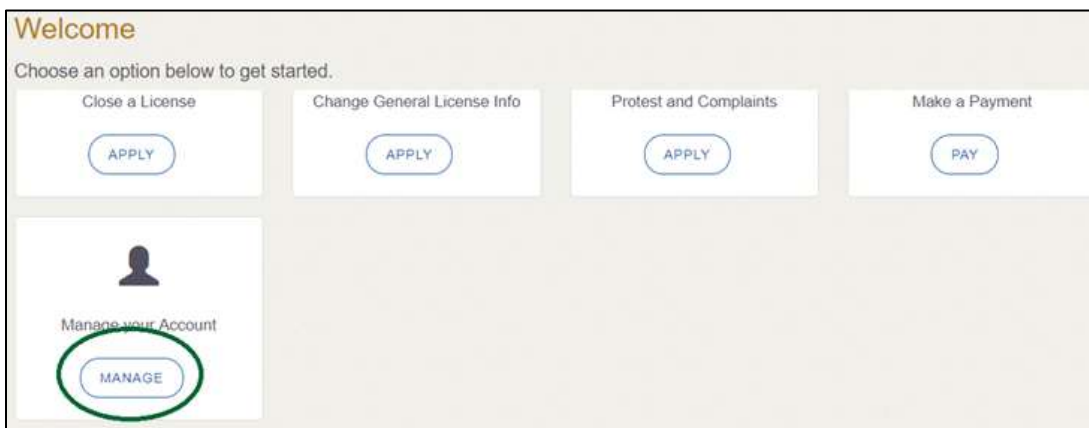 Welcome
Choose an option below to get started.
Close a License
Change General License Info
Protest and Complaints
Make a Payment
APPLY
APPLY
APPLY
PAY
Manage your Account
MANAGE